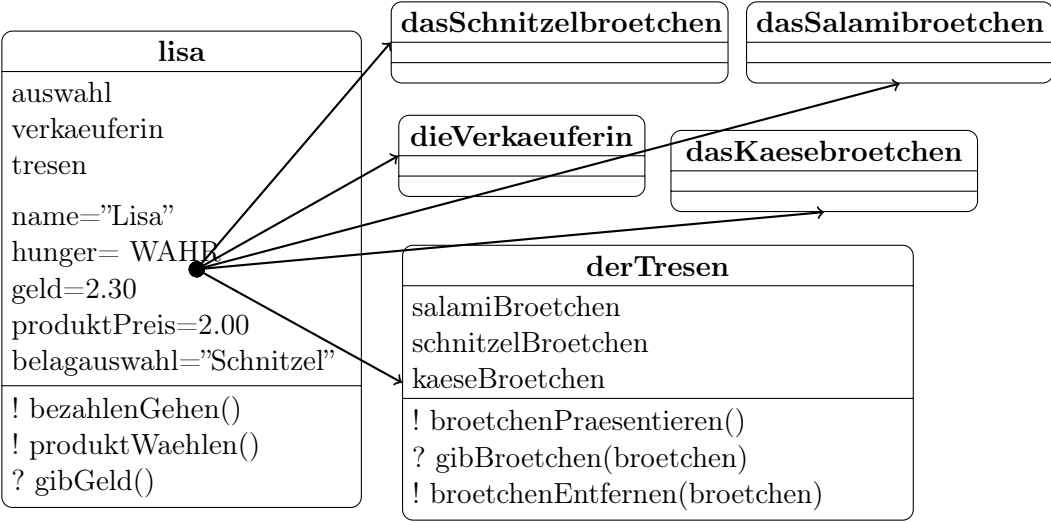 lisa
auswahl
verkaeuferin
tresen
name=”Lisa”
hunger= WAHR
geld=2.30
produktPreis=2.00
belagauswahl=”Schnitzel”
! bezahlenGehen()
! produktWaehlen()
? gibGeld()
dasSchnitzelbroetchen
dasSalamibroetchen
dieVerkaeuferin
dasKaesebroetchen
derTresen
salamiBroetchen
schnitzelBroetchen
kaeseBroetchen
! broetchenPraesentieren()
? gibBroetchen(broetchen)
! broetchenEntfernen(broetchen)